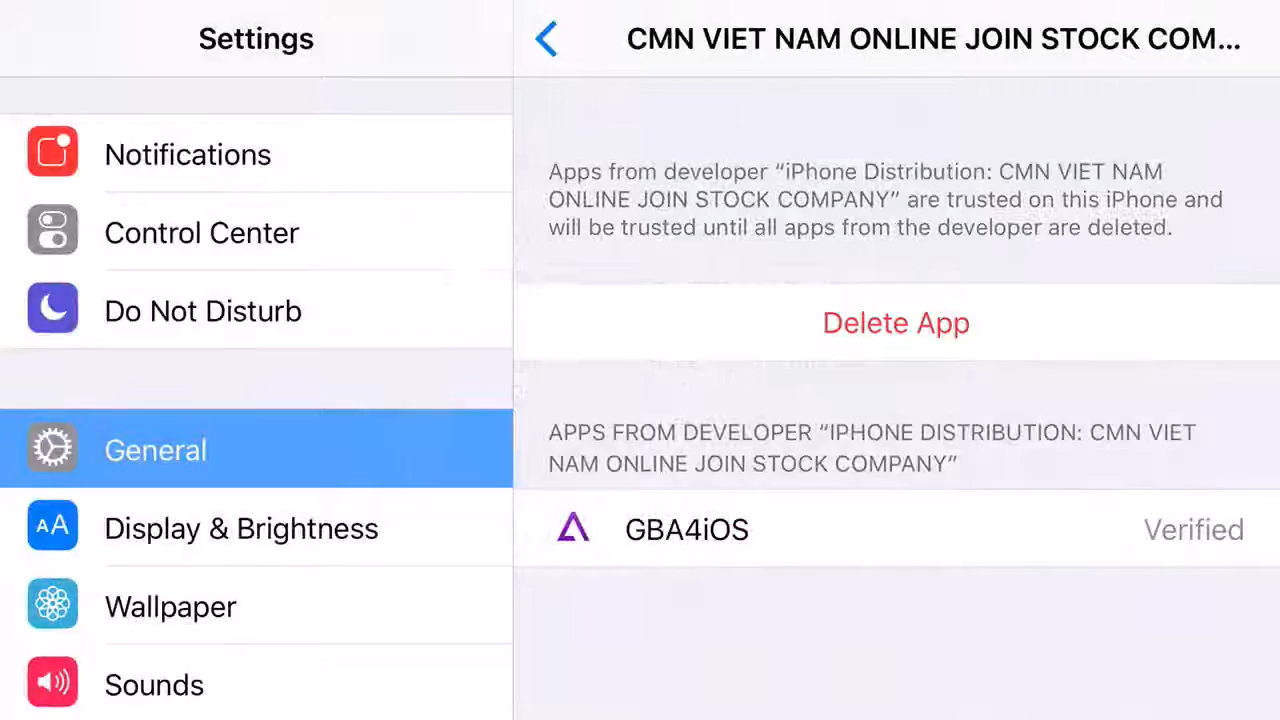 Settings
Notifications
Control Center
Do Not Disturb
General
AA
Display & Brightness
Wallpaper
Sounds
CMN VIET NAM ONLINE JOIN STOCK COM...
Apps from developer “iPhone Distribution: CMN VIET NAM
ONLINE JOIN STOCK COMPANY” are trusted on this iPhone and
will be trusted until all apps from the developer are deleted.
Delete App
APPS FROM DEVELOPER “IPHONE DISTRIBUTION: CMN VIET
NAM ONLINE JOIN STOCK COMPANY”
GBA4iOS
Verified